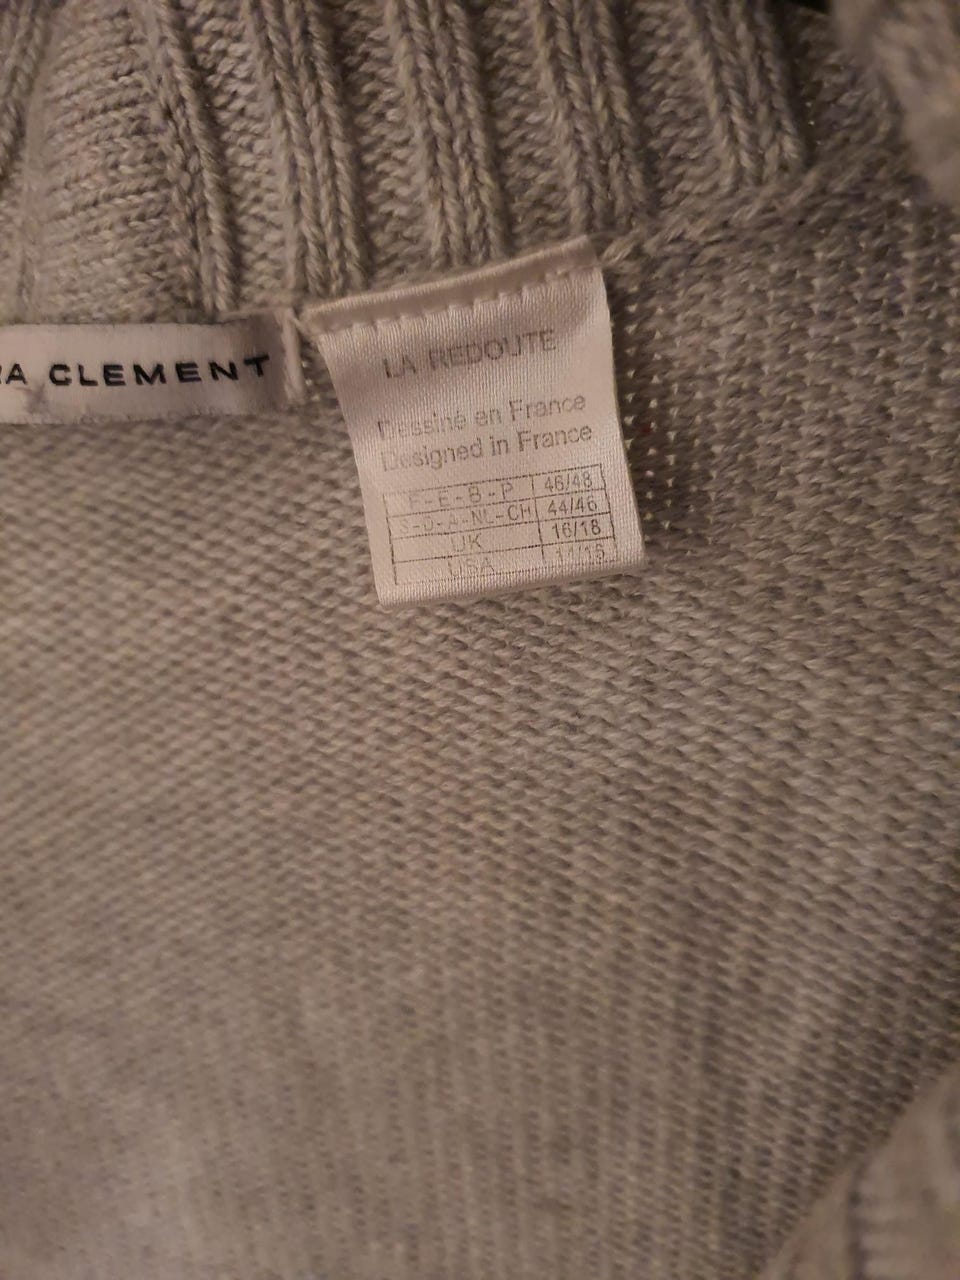 CLEMENT
LA REDOUTE
Dessiné en France
Designed in France
F-E-B-P 46/48
S-D-A-NL-CH 44/46
UK 16/18
USA 14/16